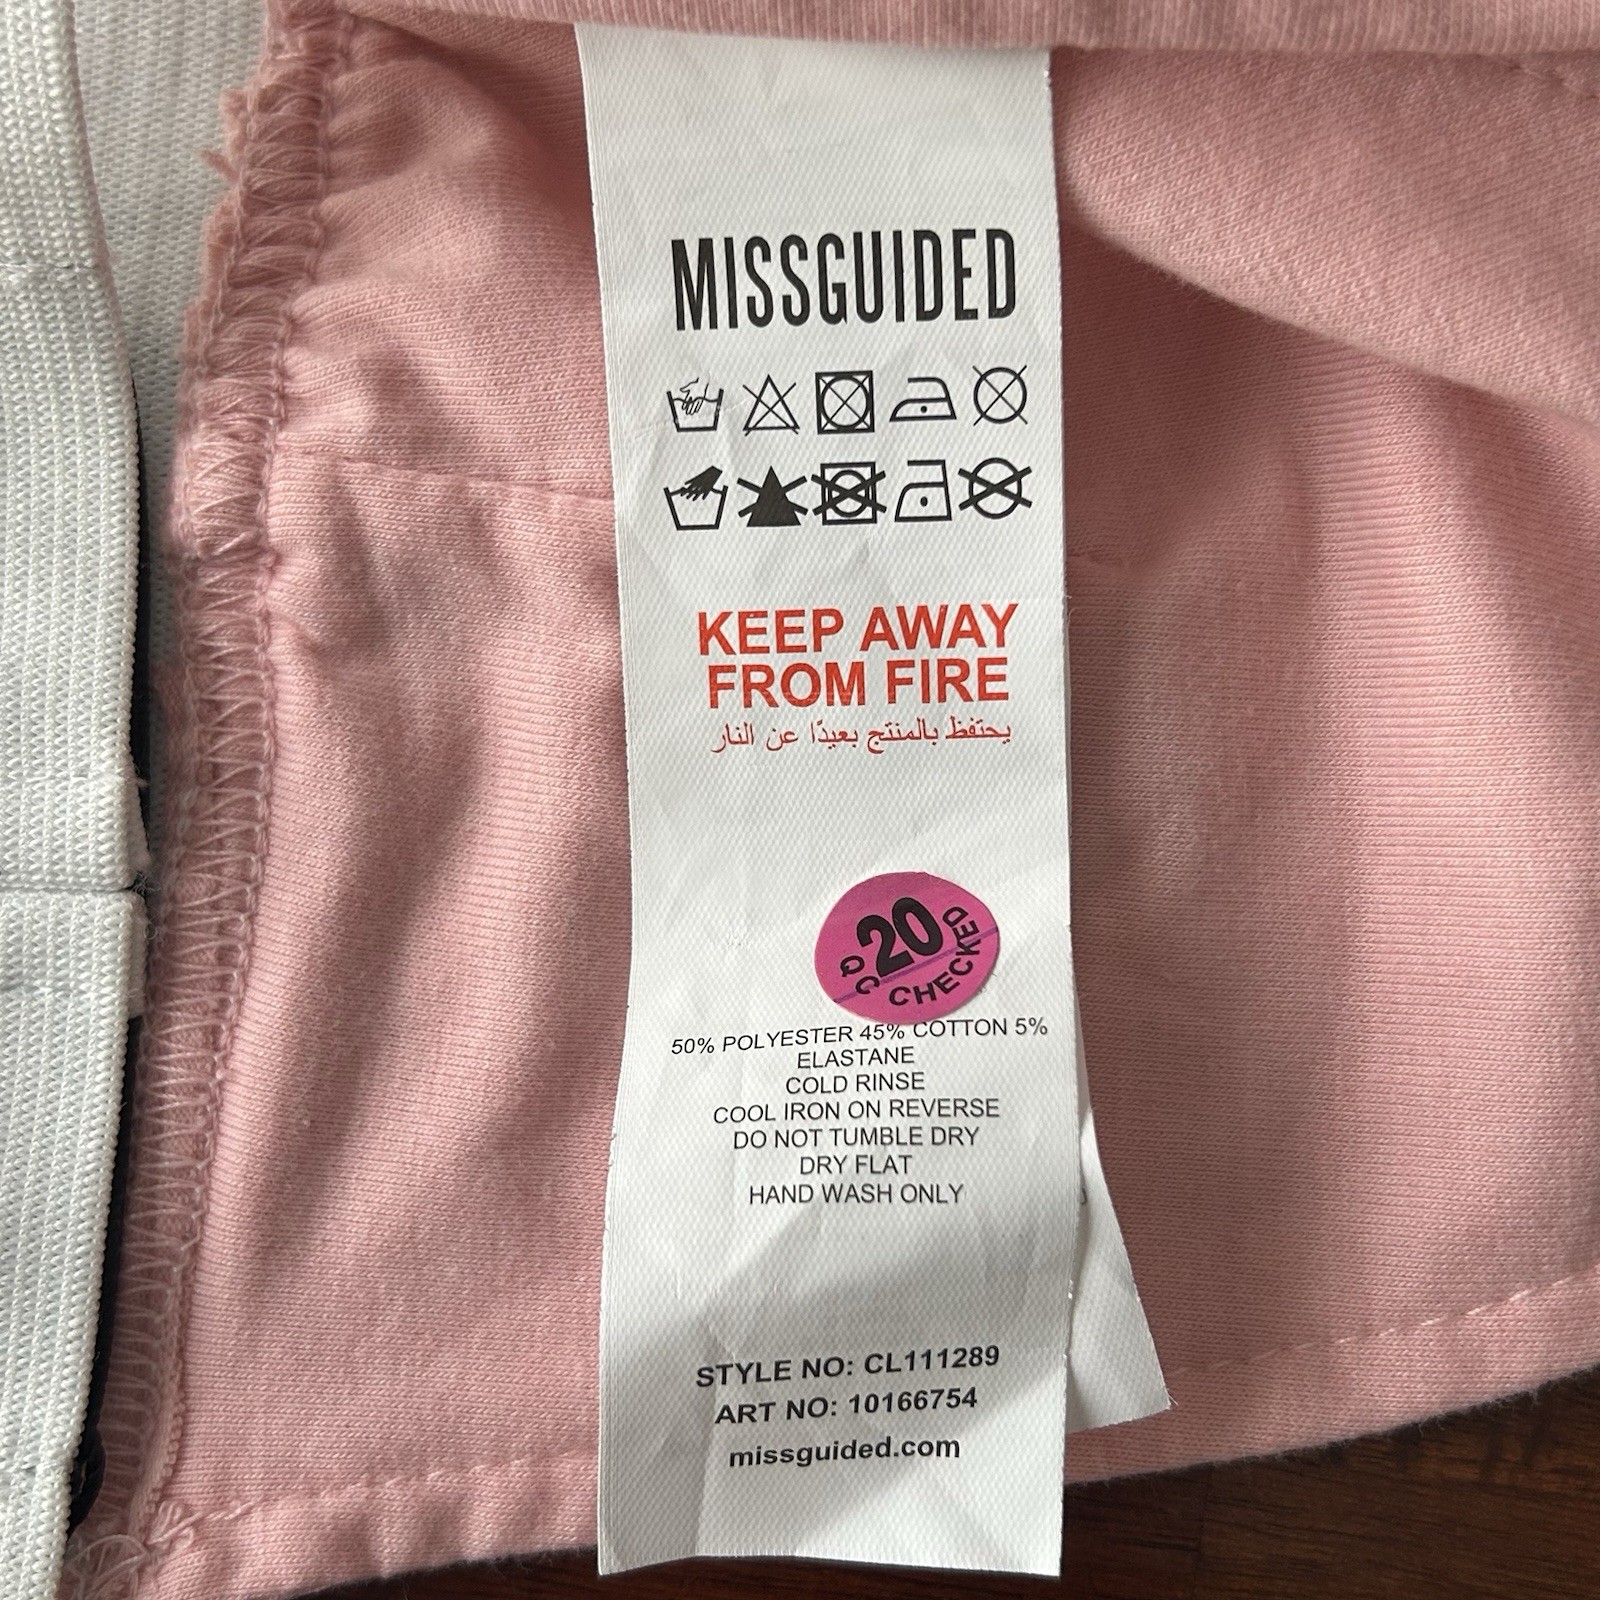 MISSGUIDED
KEEP AWAY
FROM FIRE
يحتفظ بالمنتج بعيدًا عن النار
20
QC CHECKED
50% POLYESTER 45% COTTON 5%
ELASTANE
COLD RINSE
COOL IRON ON REVERSE
DO NOT TUMBLE DRY
DRY FLAT
HAND WASH ONLY
STYLE NO: CL111289
ART NO: 10166754
missguided.com